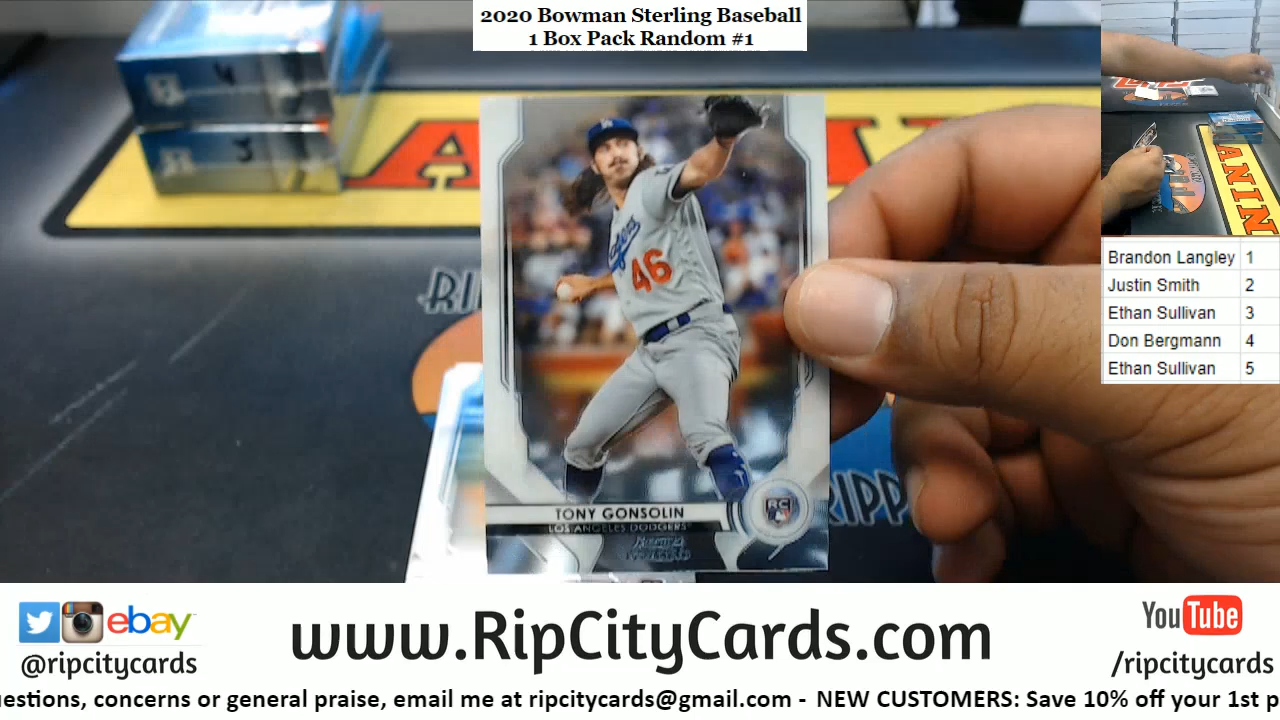 2020 Bowman Sterling Baseball
1 Box Pack Random #1
ANIN
Brandon Langley 1
Justin Smith 2
Ethan Sullivan 3
Don Bergmann 4
Ethan Sullivan 5
46
RIPP
TONY GONSOLIN
RC
LOS ANGELES DODGERS
ebay
www.RipCityCards.com
YouTube
@ripcitycards
/ripcitycards
uestions, concerns or general praise, email me at ripcitycards@gmail.com - NEW CUSTOMERS: Save 10% off your 1st p